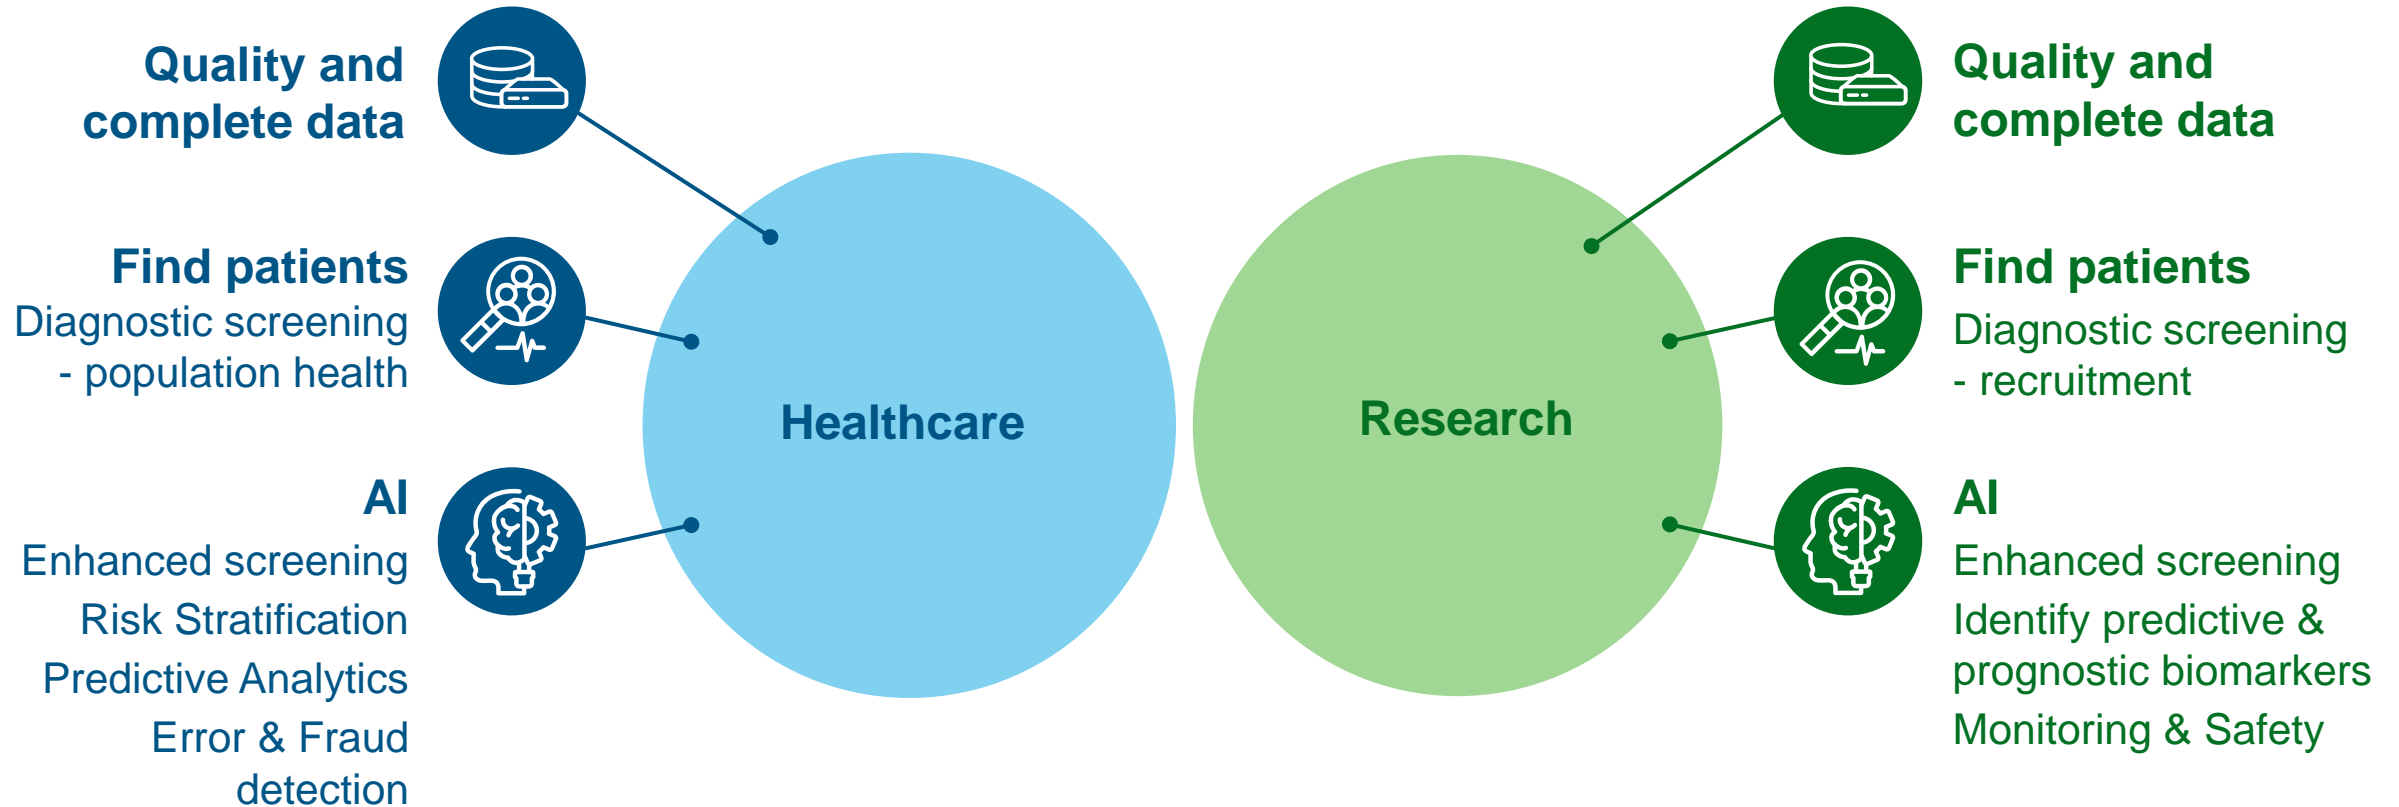 Quality and
complete data
Find patients
Diagnostic screening
- population health
AI
Enhanced screening
Risk Stratification
Predictive Analytics
Error & Fraud
detection
Healthcare
Research
Quality and
complete data
Find patients
Diagnostic screening
- recruitment
AI
Enhanced screening
Identify predictive &
prognostic biomarkers
Monitoring & Safety